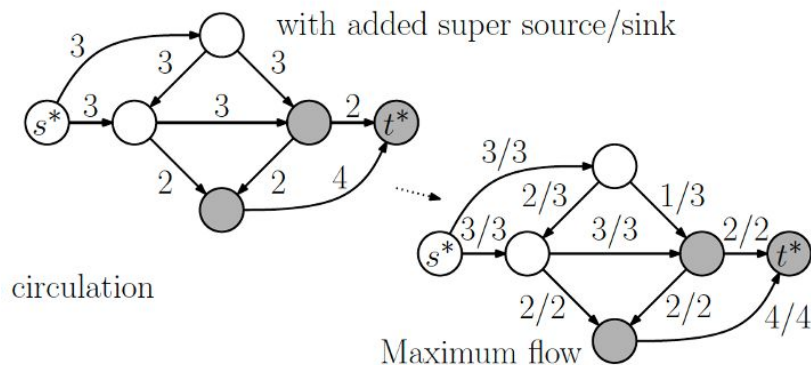 with added super source/sink
3
3
3
s*
3
3
2
t*
2
2
4
circulation
3/3
2/3
1/3
s*
3/3
3/3
2/2
t*
2/2
2/2
4/4
Maximum flow